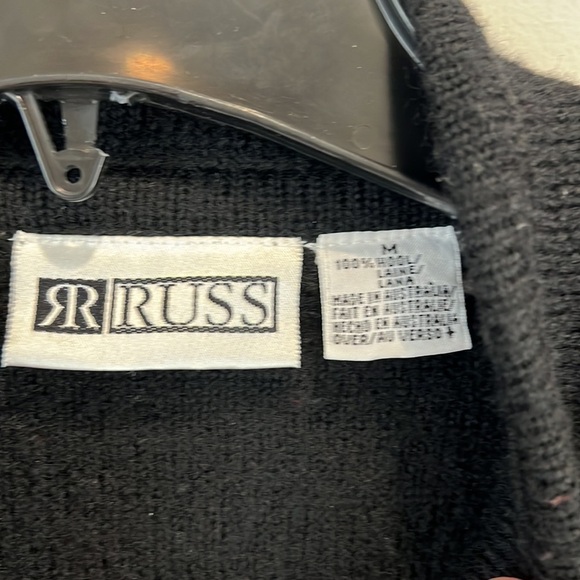 RR RUSS
M
100% WOOL/
LAINE/
LANA
MADE IN AUSTRALIA/
FAIT EN AUSTRALIE/
HECHO EN AUSTRALIA
OVER/AU VERSO +